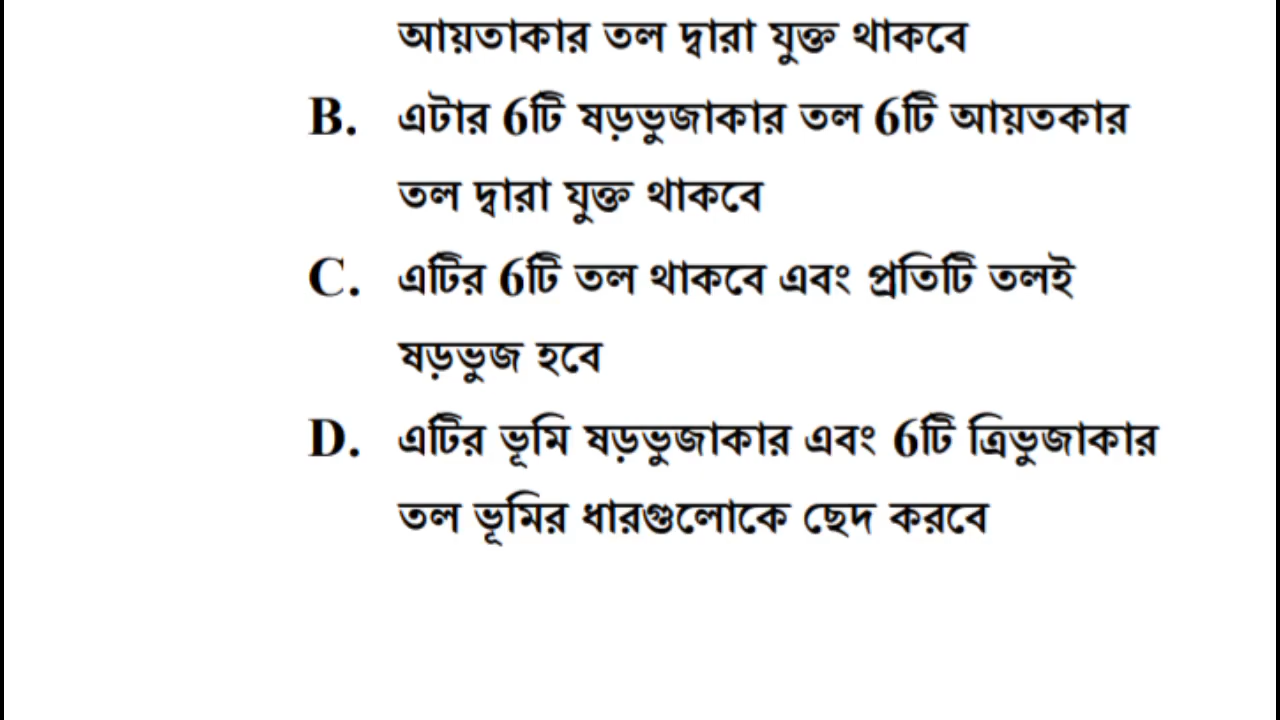 আয়তাকার তল দ্বারা যুক্ত থাকবে
B. এটার 6টি ষড়ভুজাকার তল 6টি আয়তকার
তল দ্বারা যুক্ত থাকবে
C. এটির 6টি তল থাকবে এবং প্রতিটি তলই
ষড়ভুজ হবে
D. এটির ভূমি ষড়ভুজাকার এবং 6টি ত্রিভুজাকার
তল ভূমির ধারগুলোকে ছেদ করবে